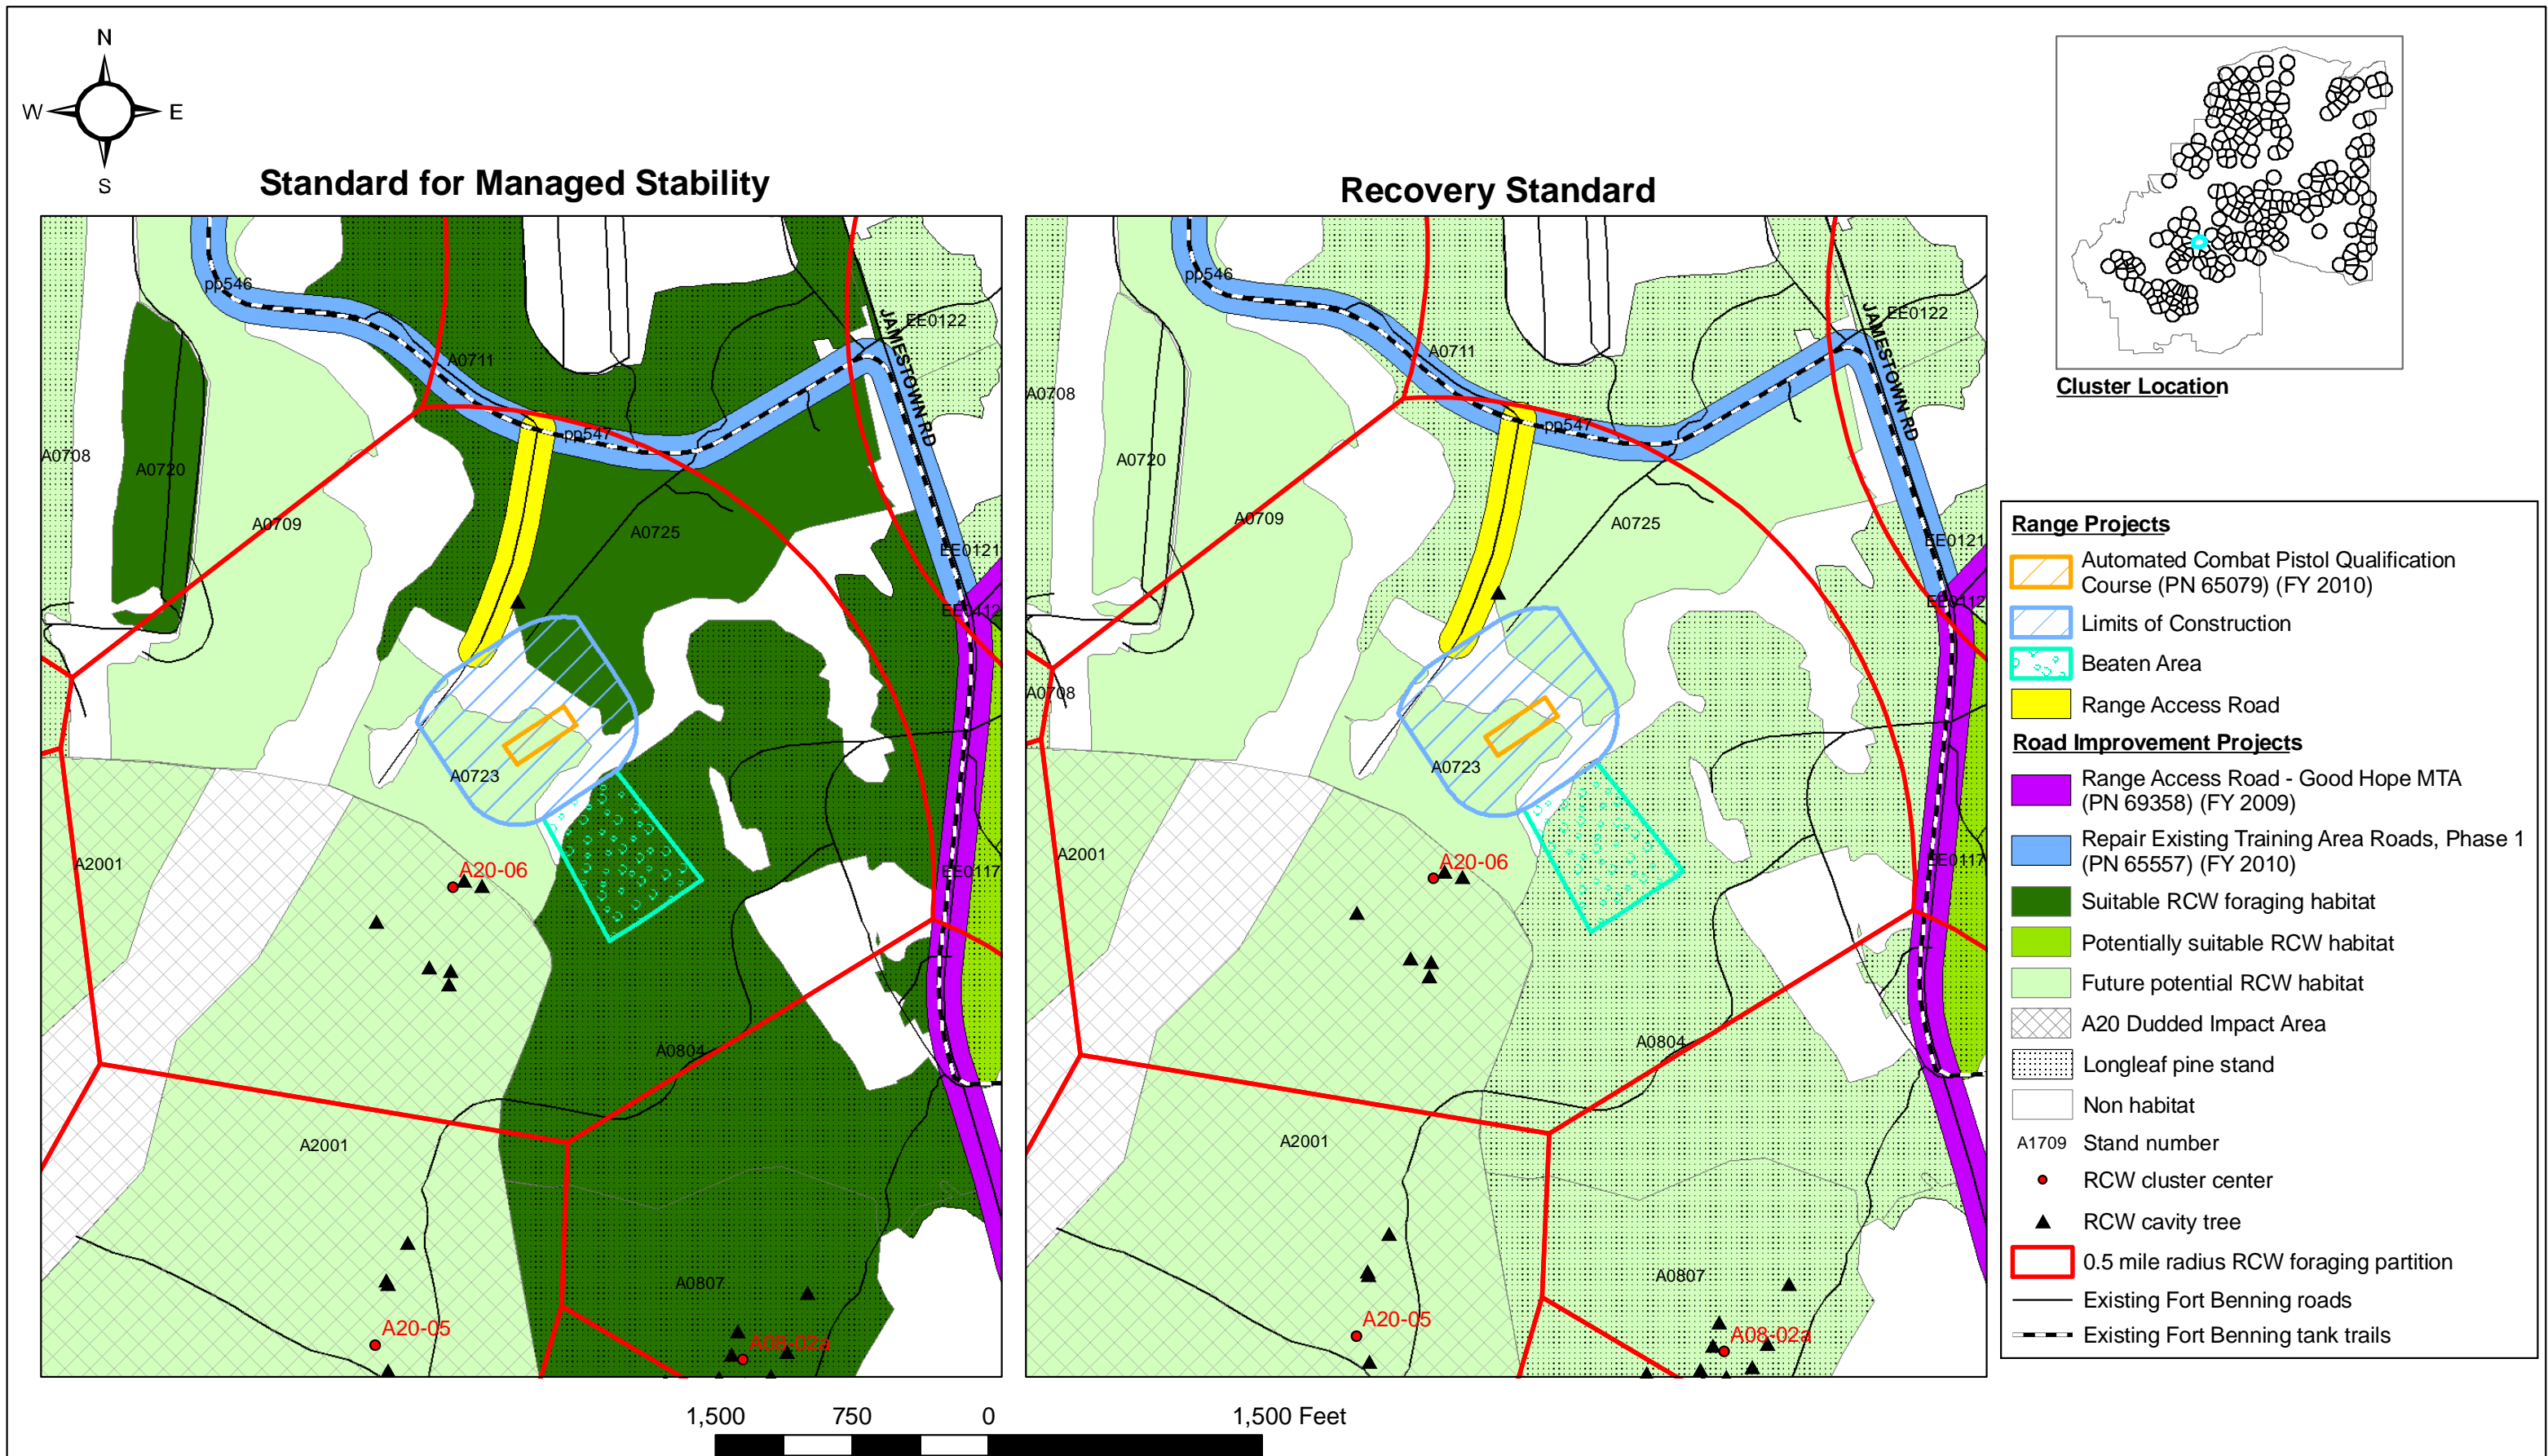 N
W E
S
Standard for Managed Stability
Recovery Standard
Cluster Location
pp546
A0711
EE0122
JAMESTOWN RD
pp547
A0708
A0720
A0709
A0725
EE0121
A0723
A2001
A20-06
EE0117
A0804
A2001
A0807
A20-05
A08-02a
pp546
EE0122
JAMESTOWN RD
A0711
A0708
pp547
A0720
A0709
A0725
EE0121
EE0112
A0708
A0723
A2001
A20-06
EE0117
A0804
A2001
A0807
A20-05
A08-02a
Range Projects
Automated Combat Pistol Qualification
Course (PN 65079) (FY 2010)
Limits of Construction
Beaten Area
Range Access Road
Road Improvement Projects
Range Access Road - Good Hope MTA
(PN 69358) (FY 2009)
Repair Existing Training Area Roads, Phase 1
(PN 65557) (FY 2010)
Suitable RCW foraging habitat
Potentially suitable RCW habitat
Future potential RCW habitat
A20 Dudded Impact Area
Longleaf pine stand
Non habitat
A1709 Stand number
RCW cluster center
RCW cavity tree
0.5 mile radius RCW foraging partition
Existing Fort Benning roads
Existing Fort Benning tank trails
1,500 750 0 1,500 Feet